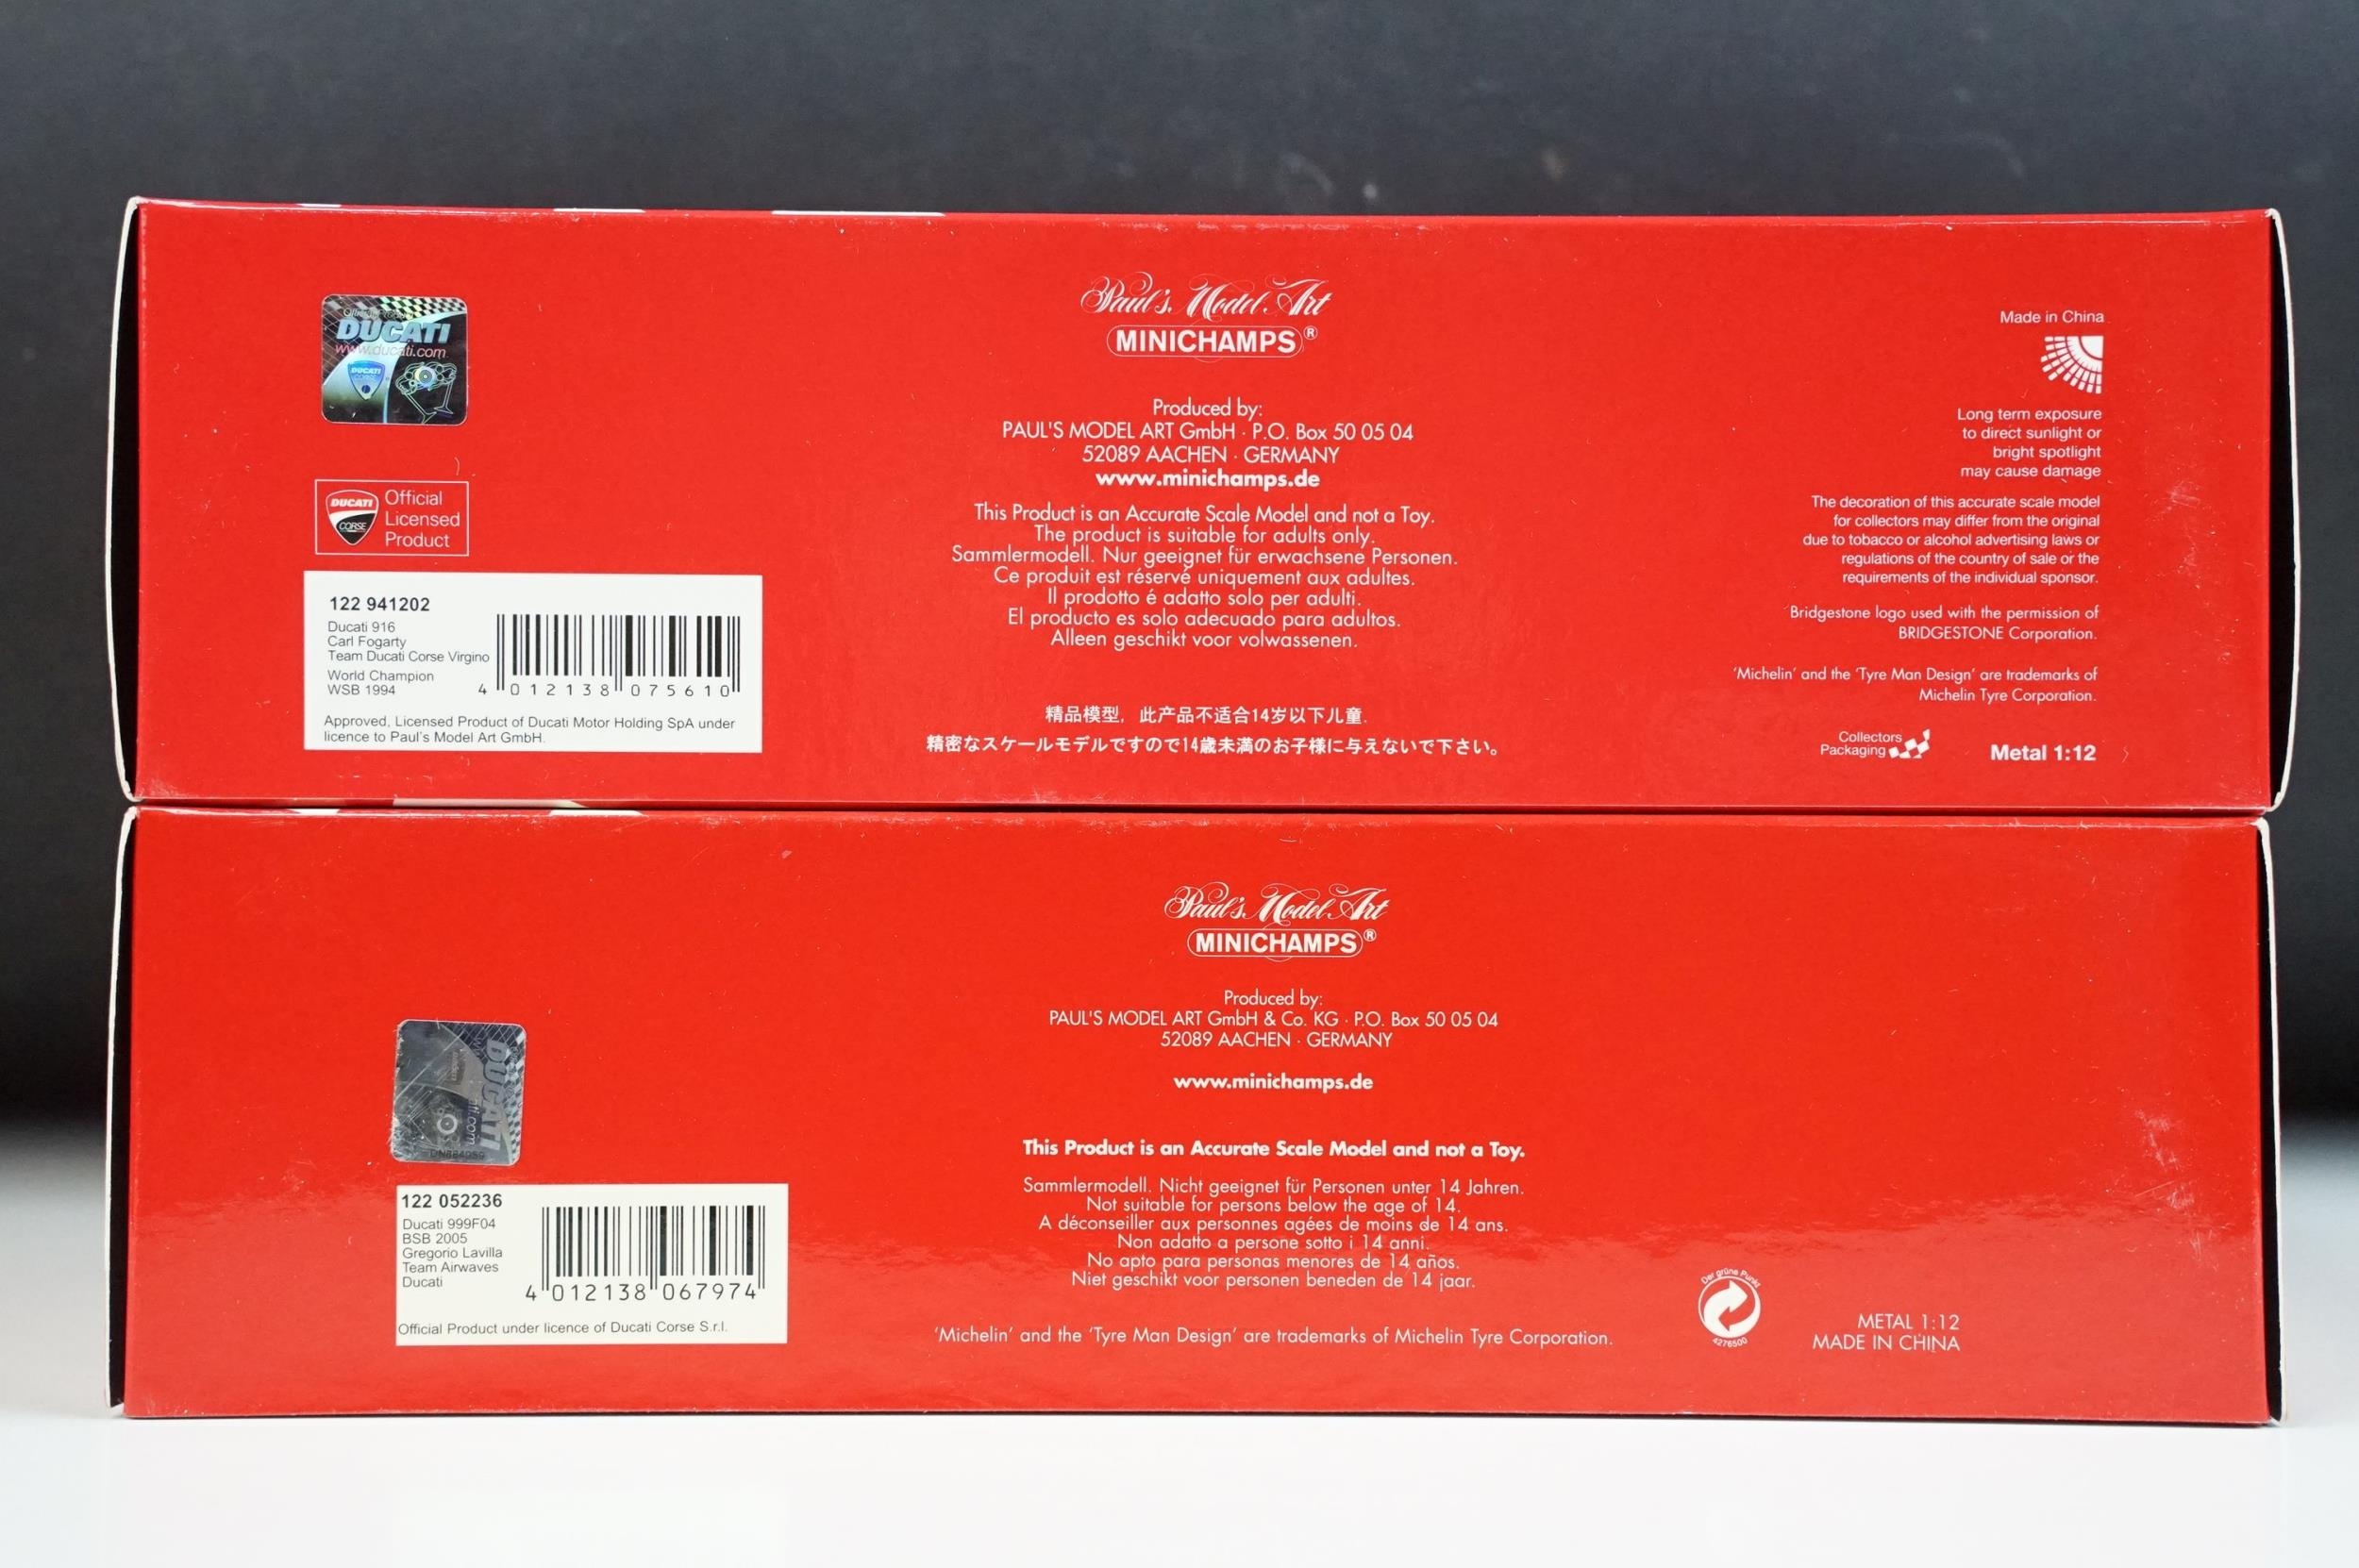 DUCATI
www.ducati.com
DUCATI
DUCATI
CORSE
Official
Licensed
Product
122 941202
Ducati 916
Carl Fogarty
Team Ducati Corse Virgino
World Champion
WSB 1994
4 012138 075610
Approved, Licensed Product of Ducati Motor Holding SpA under
licence to Paul's Model Art GmbH.
Paul's Model Art
MINICHAMPS®
Produced by:
PAUL'S MODEL ART GmbH · P.O. Box 50 05 04
52089 AACHEN · GERMANY
www.minichamps.de
This Product is an Accurate Scale Model and not a Toy.
The product is suitable for adults only.
Sammlermodell. Nur geeignet für erwachsene Personen.
Ce produit est réservé uniquement aux adultes.
Il prodotto é adatto solo per adulti.
El producto es solo adecuado para adultos.
Alleen geschikt voor volwassenen.
精品模型，此产品不适合14岁以下儿童.
精密なスケールモデルですので14歳未満のお子様に与えないで下さい。
Made in China
Long term exposure
to direct sunlight or
bright spotlight
may cause damage
The decoration of this accurate scale model
for collectors may differ from the original
due to tobacco or alcohol advertising laws or
regulations of the country of sale or the
requirements of the individual sponsor.
Bridgestone logo used with the permission of
BRIDGESTONE Corporation.
'Michelin' and the 'Tyre Man Design' are trademarks of
Michelin Tyre Corporation.
Collectors
Packaging
Metal 1:12
DUCATI
122 052236
Ducati 999F04
BSB 2005
Gregorio Lavilla
Team Airwaves
Ducati
4 012138 067974
Official Product under licence of Ducati Corse S.r.l.
Paul's Model Art
MINICHAMPS®
Produced by:
PAUL'S MODEL ART GmbH & Co. KG · P.O. Box 50 05 04
52089 AACHEN · GERMANY
www.minichamps.de
This Product is an Accurate Scale Model and not a Toy.
Sammlermodell. Nicht geeignet für Personen unter 14 Jahren.
Not suitable for persons below the age of 14.
A déconseiller aux personnes agées de moins de 14 ans.
Non adatto a persone sotto i 14 anni.
No apto para personas menores de 14 años.
Niet geschikt voor personen beneden de 14 jaar.
'Michelin' and the 'Tyre Man Design' are trademarks of Michelin Tyre Corporation.
Der grüne Punkt
4276500
METAL 1:12
MADE IN CHINA